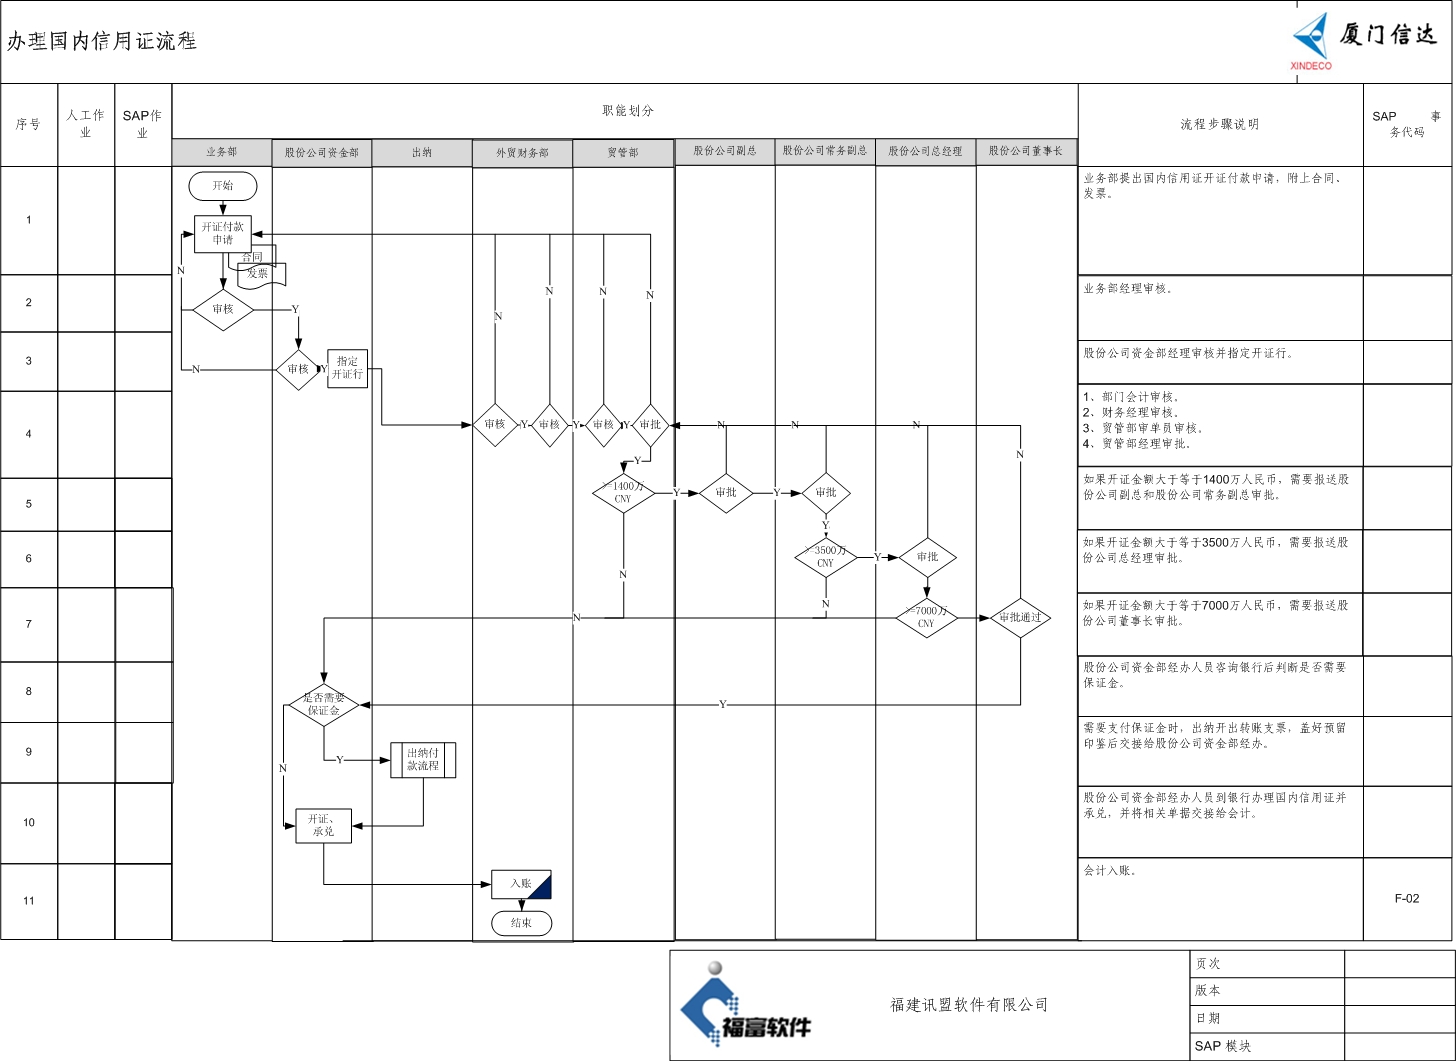 办理国内信用证流程
厦门信达
XINDECO
序号
人工作
业
SAP作
业
职能划分
流程步骤说明
SAP 事
务代码
业务部
股份公司资金部
出纳
外贸财务部
贸管部
股份公司副总
股份公司常务副总
股份公司总经理
股份公司董事长
1
开始
开证付款
申请
合同
发票
N
业务部提出国内信用证开证付款申请，附上合同、
发票。
2
审核
Y
N
N
N
N
业务部经理审核。
3
N
审核
Y
指定
开证行
股份公司资金部经理审核并指定开证行。
4
审核
Y
审核
Y
审核
Y
审批
N
N
N
N
1、部门会计审核。
2、财务经理审核。
3、贸管部审单员审核。
4、贸管部经理审批。
5
Y
>=1400万
CNY
Y
审批
Y
审批
Y
如果开证金额大于等于1400万人民币，需要报送股
份公司副总和股份公司常务副总审批。
6
N
>=3500万
CNY
Y
审批
N
如果开证金额大于等于3500万人民币，需要报送股
份公司总经理审批。
7
N
>=7000万
CNY
审批通过
如果开证金额大于等于7000万人民币，需要报送股
份公司董事长审批。
8
是否需要
保证金
Y
股份公司资金部经办人员咨询银行后判断是否需要
保证金。
9
N
Y
出纳付
款流程
需要支付保证金时，出纳开出转账支票，盖好预留
印鉴后交接给股份公司资金部经办。
10
开证、
承兑
股份公司资金部经办人员到银行办理国内信用证并
承兑，并将相关单据交接给会计。
11
入账
结束
会计入账。
F-02
福富软件
福建讯盟软件有限公司
页次
版本
日期
SAP 模块